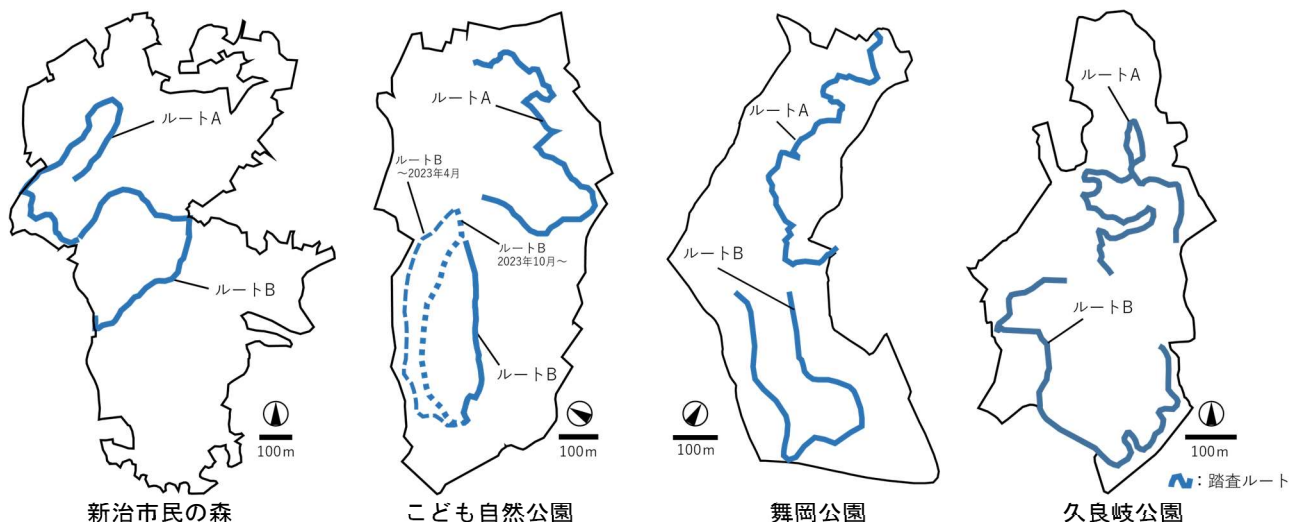 ルートA
ルートB
100m
新治市民の森
ルートA
ルートB
～2023年4月
ルートB
2023年10月～
ルートB
100m
こども自然公園
ルートA
ルートB
100m
舞岡公園
ルートA
ルートB
100m
：踏査ルート
久良岐公園